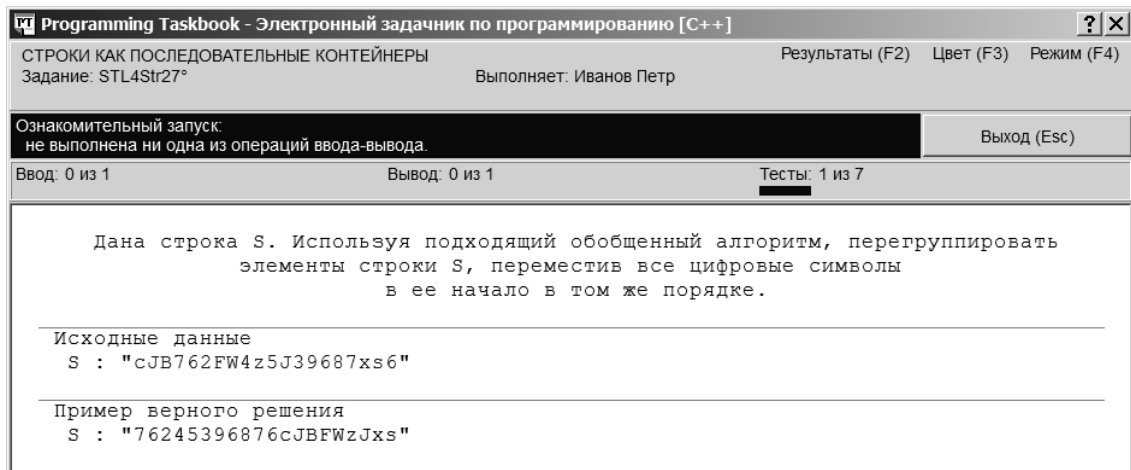 Programming Taskbook - Электронный задачник по программированию [C++]
СТРОКИ КАК ПОСЛЕДОВАТЕЛЬНЫЕ КОНТЕЙНЕРЫ
Результаты (F2) Цвет (F3) Режим (F4)
Задание: STL4Str27° Выполняет: Иванов Петр
Ознакомительный запуск:
не выполнена ни одна из операций ввода-вывода.
Выход (Esc)
Ввод: 0 из 1 Вывод: 0 из 1 Тесты: 1 из 7
Дана строка S. Используя подходящий обобщенный алгоритм, перегруппировать
элементы строки S, переместив все цифровые символы
в ее начало в том же порядке.
Исходные данные
S : "cJB762FW4z5J39687xs6"
Пример верного решения
S : "76245396876cJBFWzJxs"